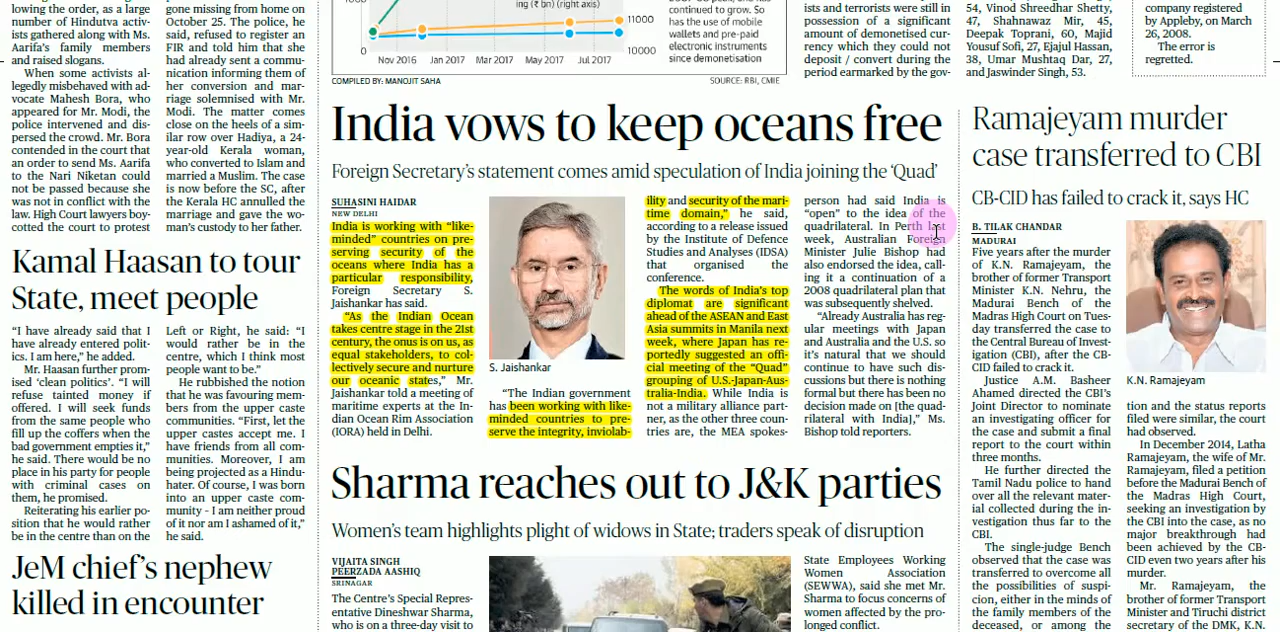 lowing the order, as a large
number of Hindutva activ-
ists gathered along with Ms.
Aarifa's family members
and raised slogans.
When some activists al-
legedly misbehaved with ad-
vocate Mahesh Bora, who
appeared for Mr. Modi, the
police intervened and dis-
persed the crowd. Mr. Bora
contended in the court that
an order to send Ms. Aarifa
to the Nari Niketan could
not be passed because she
was not in conflict with the
law. High Court lawyers boy-
cotted the court to protest
gone missing from home on
October 25. The police, he
said, refused to register an
FIR and told him that she
had already sent a commu-
nication informing them of
her conversion and mar-
riage solemnised with Mr.
Modi. The matter comes
close on the heels of a sim-
ilar row over Hadiya, a 24-
year-old Kerala woman,
who converted to Islam and
married a Muslim. The case
is now before the SC, after
the Kerala HC annulled the
marriage and gave the wo-
man's custody to her father.
Kamal Haasan to tour
State, meet people
"I have already said that I
have already entered polit-
ics. I am here," he added.
Mr. Haasan further prom-
ised 'clean politics'. "I will
refuse tainted money if
offered. I will seek funds
from the same people who
fill up the coffers when the
bad government empties it,"
he said. There would be no
place in his party for people
with criminal cases on
them, he promised.
Reiterating his earlier po-
sition that he would rather
be in the centre than on the
Left or Right, he said: "I
would rather be in the
centre, which I think most
people want to be."
He rubbished the notion
that he was favouring mem-
bers from the upper caste
communities. "First, let the
upper castes accept me. I
have friends from all com-
munities. Moreover, I am
being projected as a Hindu-
hater. Of course, I was born
into an upper caste com-
munity – I am neither proud
of it nor am I ashamed of it,"
he said.
JeM chief's nephew
killed in encounter
ing (₹ bn) (right axis)
0
11000
10000
Nov 2016 Jan 2017 Mar 2017 May 2017 Jul 2017
continued to grow. So
has the use of mobile
wallets and pre-paid
electronic instruments
since demonetisation
COMPILED BY: MANOJIT SAHA
SOURCE: RBI, CMIE
ists and terrorists were still in
possession of a significant
amount of demonetised cur-
rency which they could not
deposit / convert during the
period earmarked by the gov-
54, Vinod Shreedhar Shetty,
47, Shahnawaz Mir, 45,
Deepak Toprani, 60, Majid
Yousuf Sofi, 27, Ejajul Hassan,
38, Umar Mushtaq Dar, 27,
and Jaswinder Singh, 53.
company registered
by Appleby, on March
26, 2008.
The error is
regretted.
India vows to keep oceans free
Foreign Secretary's statement comes amid speculation of India joining the 'Quad'
SUHASINI HAIDAR
NEW DELHI
India is working with "like-
minded" countries on pre-
serving security of the
oceans where India has a
particular responsibility,
Foreign Secretary S.
Jaishankar has said.
"As the Indian Ocean
takes centre stage in the 21st
century, the onus is on us, as
equal stakeholders, to col-
lectively secure and nurture
our oceanic states," Mr.
Jaishankar told a meeting of
maritime experts at the In-
dian Ocean Rim Association
(IORA) held in Delhi.
S. Jaishankar
"The Indian government
has been working with like-
minded countries to pre-
serve the integrity, inviolab-
ility and security of the mari-
time domain," he said,
according to a release issued
by the Institute of Defence
Studies and Analyses (IDSA)
that organised the
conference.
The words of India's top
diplomat are significant
ahead of the ASEAN and East
Asia summits in Manila next
week, where Japan has re-
portedly suggested an offi-
cial meeting of the "Quad"
grouping of U.S.-Japan-Aus-
tralia-India. While India is
not a military alliance part-
ner, as the other three coun-
tries are, the MEA spokes-
person had said India is
"open" to the idea of the
quadrilateral. In Perth last
week, Australian Foreign
Minister Julie Bishop had
also endorsed the idea, call-
ing it a continuation of a
2008 quadrilateral plan that
was subsequently shelved.
"Already Australia has reg-
ular meetings with Japan
and Australia and the U.S. so
it's natural that we should
continue to have such dis-
cussions but there is nothing
formal but there has been no
decision made on [the quad-
rilateral with India]," Ms.
Bishop told reporters.
Sharma reaches out to J&K parties
Women's team highlights plight of widows in State; traders speak of disruption
VIJAITA SINGH
PEERZADA AASHIQ
SRINAGAR
The Centre's Special Repres-
entative Dineshwar Sharma,
who is on a three-day visit to
State Employees Working
Women Association
(SEWWA), said she met Mr.
Sharma to focus concerns of
women affected by the pro-
longed conflict.
Ramajeyam murder
case transferred to CBI
CB-CID has failed to crack it, says HC
B. TILAK CHANDAR
MADURAI
Five years after the murder
of K.N. Ramajeyam, the
brother of former Transport
Minister K.N. Nehru, the
Madurai Bench of the
Madras High Court on Tues-
day transferred the case to
the Central Bureau of Invest-
igation (CBI), after the CB-
CID failed to crack it.
Justice A.M. Basheer
Ahamed directed the CBI's
Joint Director to nominate
an investigating officer for
the case and submit a final
report to the court within
three months.
He further directed the
Tamil Nadu police to hand
over all the relevant mater-
ial collected during the in-
vestigation thus far to the
CBI.
The single-judge Bench
observed that the case was
transferred to overcome all
the possibilities of suspi-
cion, either in the minds of
the family members of the
deceased, or among the
K.N. Ramajeyam
tion and the status reports
filed were similar, the court
had observed.
In December 2014, Latha
Ramajeyam, the wife of Mr.
Ramajeyam, filed a petition
before the Madurai Bench of
the Madras High Court,
seeking an investigation by
the CBI into the case, as no
major breakthrough had
been achieved by the CB-
CID even two years after his
murder.
Mr. Ramajeyam, the
brother of former Transport
Minister and Tiruchi district
secretary of the DMK, K.N.